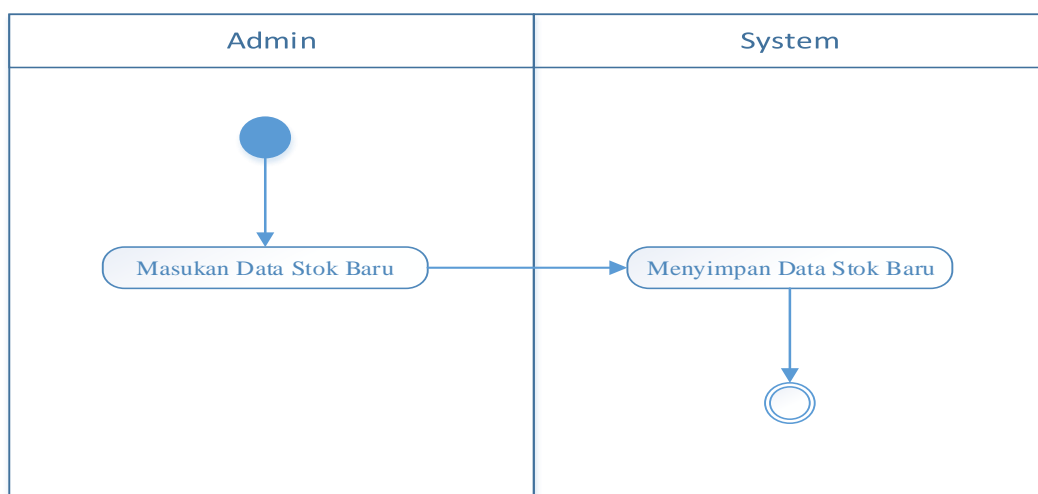 Admin
System
Masukan Data Stok Baru
Menyimpan Data Stok Baru